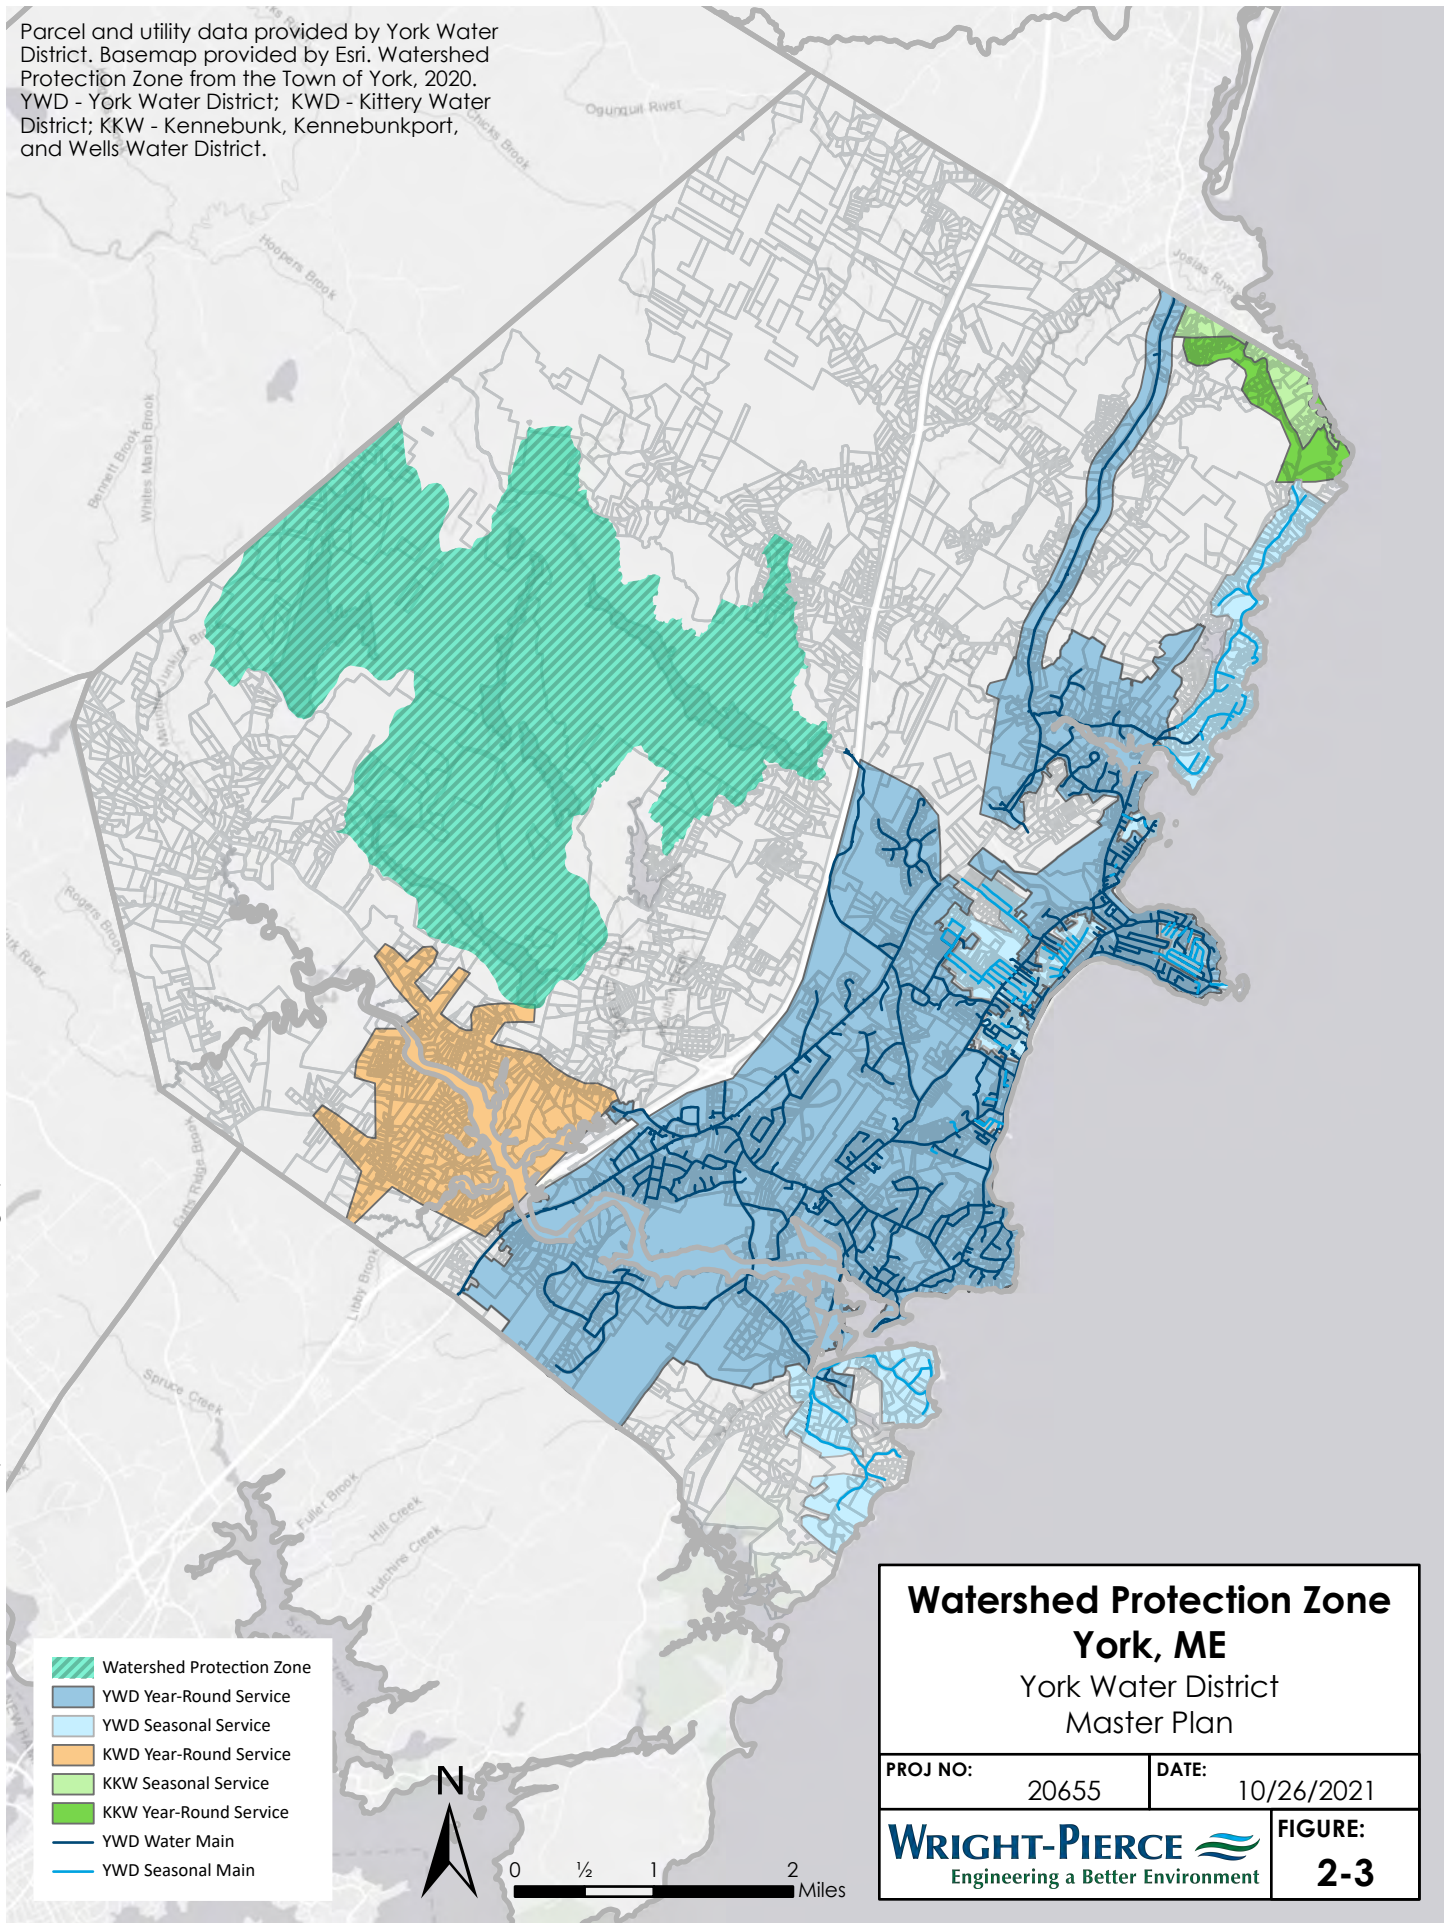 Parcel and utility data provided by York Water
District. Basemap provided by Esri. Watershed
Protection Zone from the Town of York, 2020.
YWD - York Water District; KWD - Kittery Water
District; KKW - Kennebunk, Kennebunkport,
and Wells Water District.
Ogunquit River
Chicks Brook
Hoopers Brook
Josias River
Bennett Brook
Whites Marsh Brook
Rogers Brook
York River
Cutts Ridge Brook
Libby Brook
Spruce Creek
Fuller Brook
Hill Creek
Hutchins Creek
Watershed Protection Zone
YWD Year-Round Service
YWD Seasonal Service
KWD Year-Round Service
KKW Seasonal Service
KKW Year-Round Service
YWD Water Main
YWD Seasonal Main
N
0 ½ 1 2
Miles
Watershed Protection Zone
York, ME
York Water District
Master Plan
PROJ NO: 20655
DATE: 10/26/2021
WRIGHT-PIERCE
Engineering a Better Environment
FIGURE:
2-3